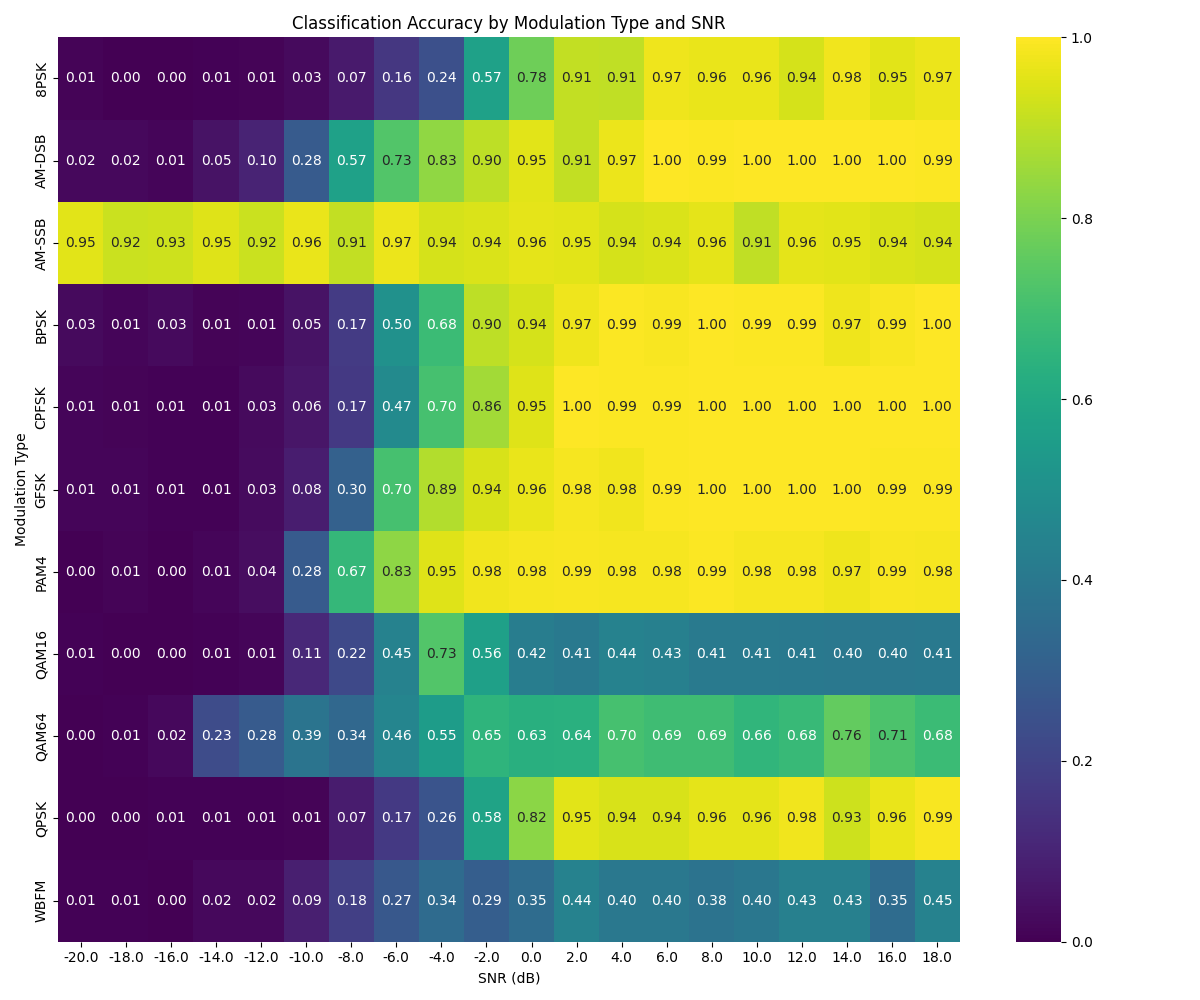 Classification Accuracy by Modulation Type and SNR
8PSK 0.01 0.00 0.00 0.01 0.01 0.03 0.07 0.16 0.24 0.57 0.78 0.91 0.91 0.97 0.96 0.96 0.94 0.98 0.95 0.97
AM-DSB 0.02 0.02 0.01 0.05 0.10 0.28 0.57 0.73 0.83 0.90 0.95 0.91 0.97 1.00 0.99 1.00 1.00 1.00 1.00 0.99
AM-SSB 0.95 0.92 0.93 0.95 0.92 0.96 0.91 0.97 0.94 0.94 0.96 0.95 0.94 0.94 0.96 0.91 0.96 0.95 0.94 0.94
BPSK 0.03 0.01 0.03 0.01 0.01 0.05 0.17 0.50 0.68 0.90 0.94 0.97 0.99 0.99 1.00 0.99 0.99 0.97 0.99 1.00
CPFSK 0.01 0.01 0.01 0.01 0.03 0.06 0.17 0.47 0.70 0.86 0.95 1.00 0.99 0.99 1.00 1.00 1.00 1.00 1.00 1.00
GFSK 0.01 0.01 0.01 0.01 0.03 0.08 0.30 0.70 0.89 0.94 0.96 0.98 0.98 0.99 1.00 1.00 1.00 1.00 0.99 0.99
PAM4 0.00 0.01 0.00 0.01 0.04 0.28 0.67 0.83 0.95 0.98 0.98 0.99 0.98 0.98 0.99 0.98 0.98 0.97 0.99 0.98
QAM16 0.01 0.00 0.00 0.01 0.01 0.11 0.22 0.45 0.73 0.56 0.42 0.41 0.44 0.43 0.41 0.41 0.41 0.40 0.40 0.41
QAM64 0.00 0.01 0.02 0.23 0.28 0.39 0.34 0.46 0.55 0.65 0.63 0.64 0.70 0.69 0.69 0.66 0.68 0.76 0.71 0.68
QPSK 0.00 0.00 0.01 0.01 0.01 0.01 0.07 0.17 0.26 0.58 0.82 0.95 0.94 0.94 0.96 0.96 0.98 0.93 0.96 0.99
WBFM 0.01 0.01 0.00 0.02 0.02 0.09 0.18 0.27 0.34 0.29 0.35 0.44 0.40 0.40 0.38 0.40 0.43 0.43 0.35 0.45
-20.0 -18.0 -16.0 -14.0 -12.0 -10.0 -8.0 -6.0 -4.0 -2.0 0.0 2.0 4.0 6.0 8.0 10.0 12.0 14.0 16.0 18.0
SNR (dB)
Modulation Type
1.0
0.8
0.6
0.4
0.2
0.0